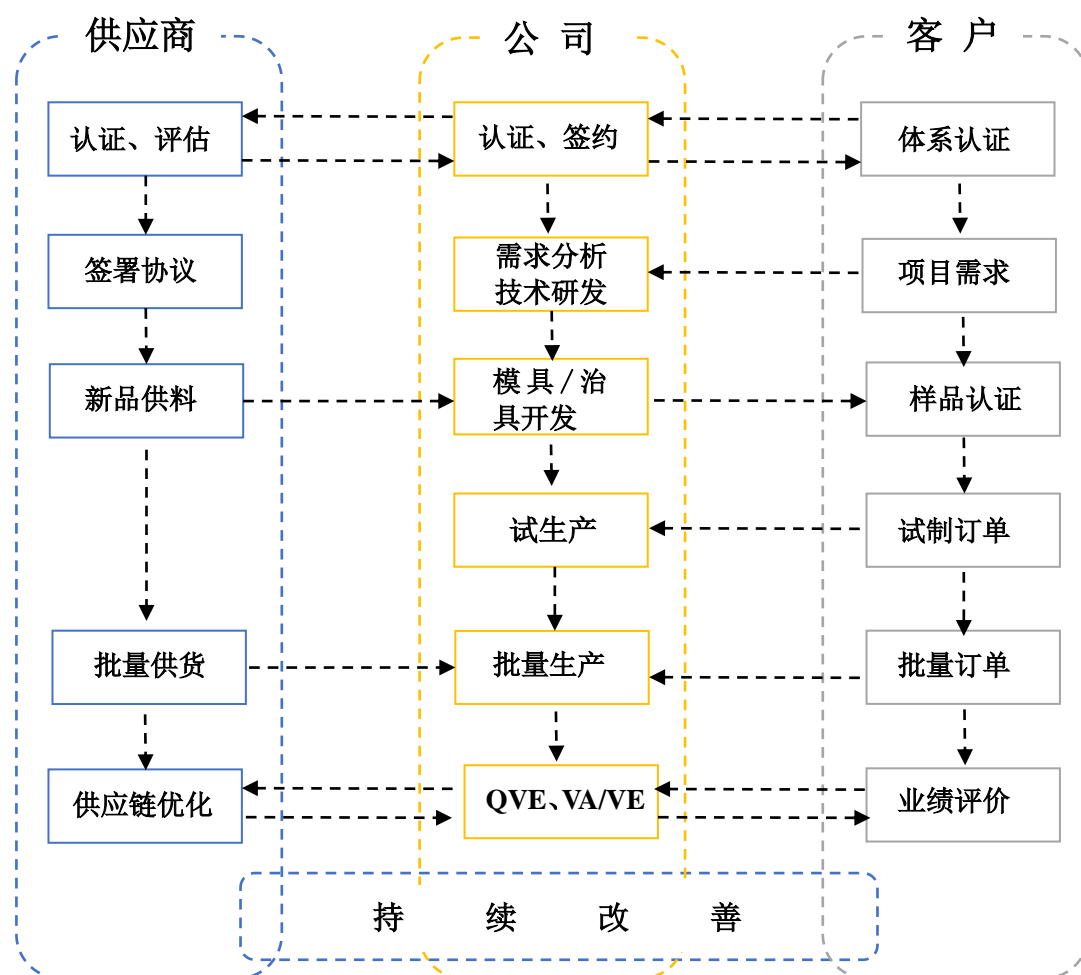 供应商
公 司
客 户
认证、评估
认证、签约
体系认证
签署协议
需求分析
技术研发
项目需求
新品供料
模 具 / 治
具开发
样品认证
试生产
试制订单
批量供货
批量生产
批量订单
供应链优化
QVE、VA/VE
业绩评价
持 续 改 善